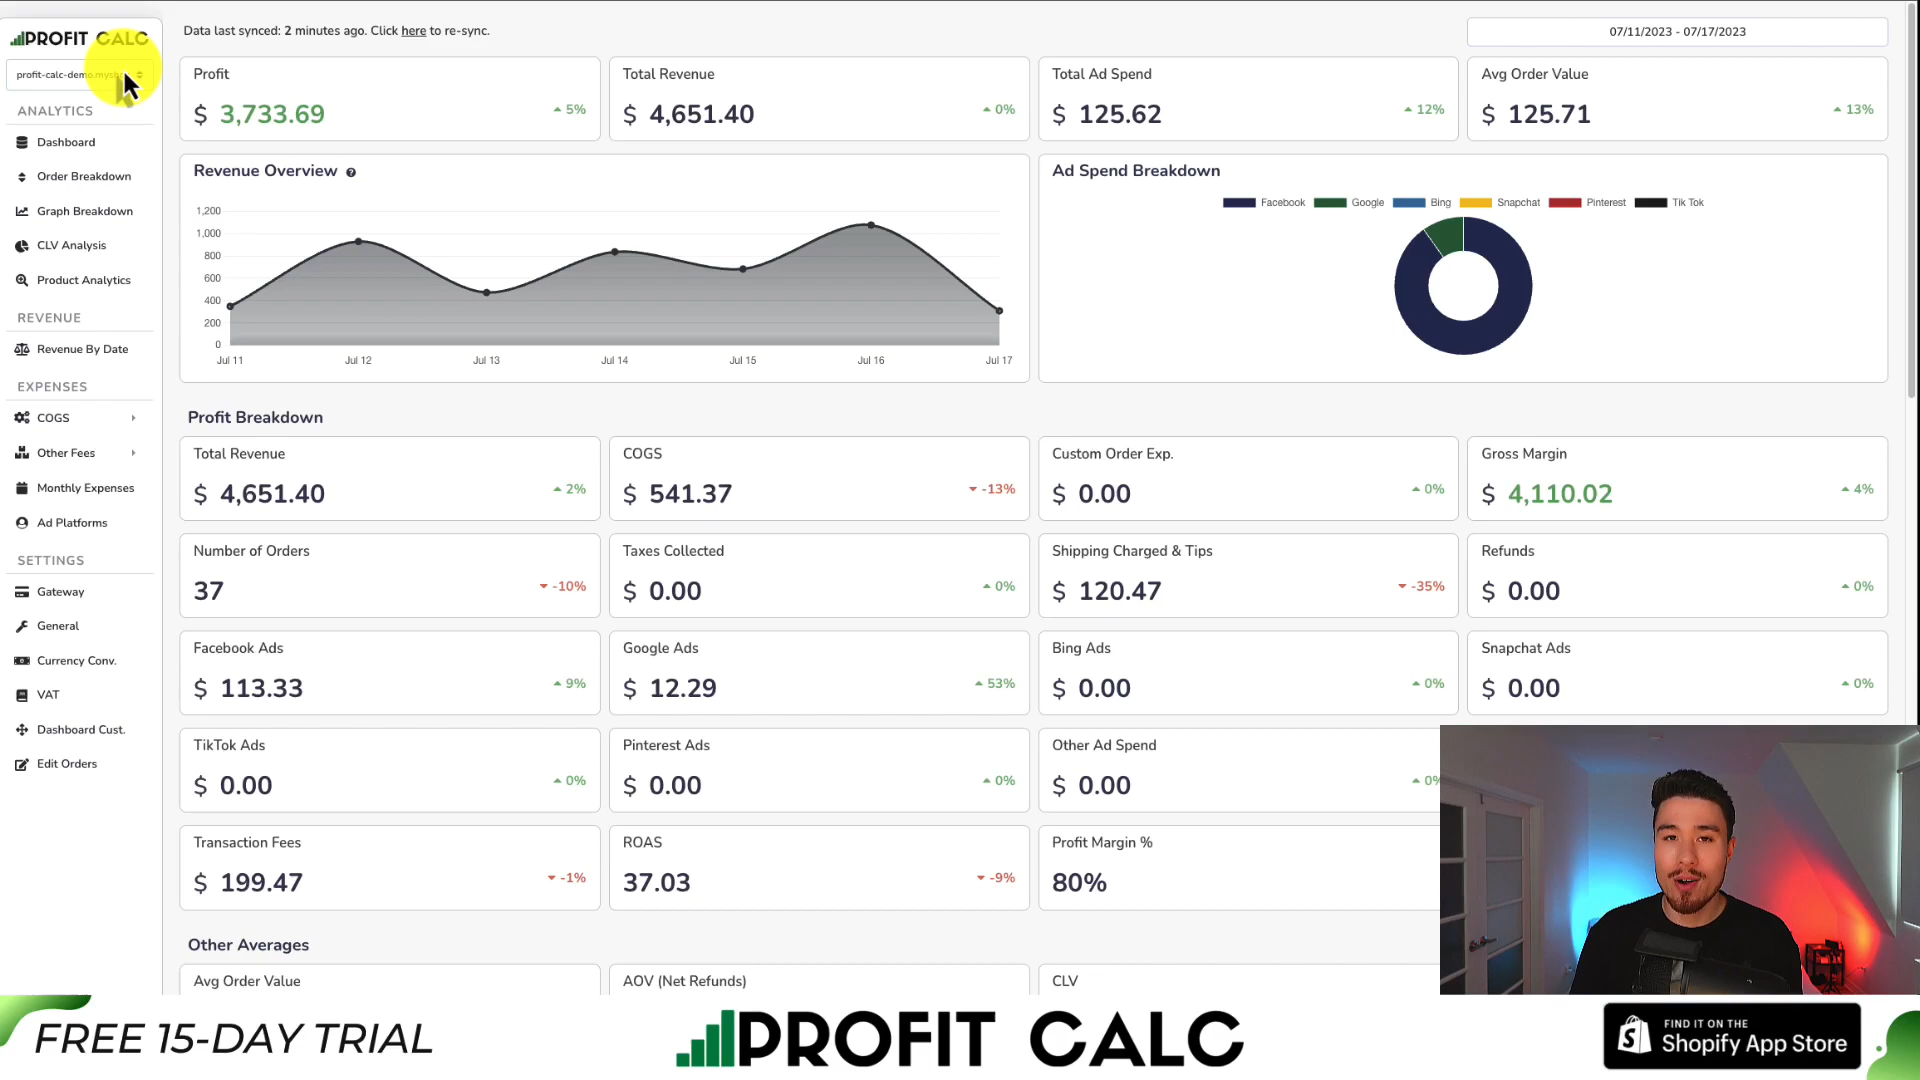 PROFIT CALC
profit-calc-demo.mysh
ANALYTICS
Dashboard
Order Breakdown
Graph Breakdown
CLV Analysis
Product Analytics
REVENUE
Revenue By Date
EXPENSES
COGS
Other Fees
Monthly Expenses
Ad Platforms
SETTINGS
Gateway
General
Currency Conv.
VAT
Dashboard Cust.
Edit Orders
Data last synced: 2 minutes ago. Click here to re-sync.
07/11/2023 - 07/17/2023
Profit
$ 3,733.69 5%
Total Revenue
$ 4,651.40 0%
Total Ad Spend
$ 125.62 12%
Avg Order Value
$ 125.71 13%
Revenue Overview ?
1,200
1,000
800
600
400
200
0
Jul 11 Jul 12 Jul 13 Jul 14 Jul 15 Jul 16 Jul 17
Ad Spend Breakdown
Facebook Google Bing Snapchat Pinterest Tik Tok
Profit Breakdown
Total Revenue
$ 4,651.40 2%
COGS
$ 541.37 -13%
Custom Order Exp.
$ 0.00 0%
Gross Margin
$ 4,110.02 4%
Number of Orders
37 -10%
Taxes Collected
$ 0.00 0%
Shipping Charged & Tips
$ 120.47 -35%
Refunds
$ 0.00 0%
Facebook Ads
$ 113.33 9%
Google Ads
$ 12.29 53%
Bing Ads
$ 0.00 0%
Snapchat Ads
$ 0.00 0%
TikTok Ads
$ 0.00 0%
Pinterest Ads
$ 0.00 0%
Other Ad Spend
$ 0.00 0%
Transaction Fees
$ 199.47 -1%
ROAS
37.03 -9%
Profit Margin %
80%
Other Averages
Avg Order Value
AOV (Net Refunds)
CLV
FREE 15-DAY TRIAL
PROFIT CALC
FIND IT ON THE
Shopify App Store